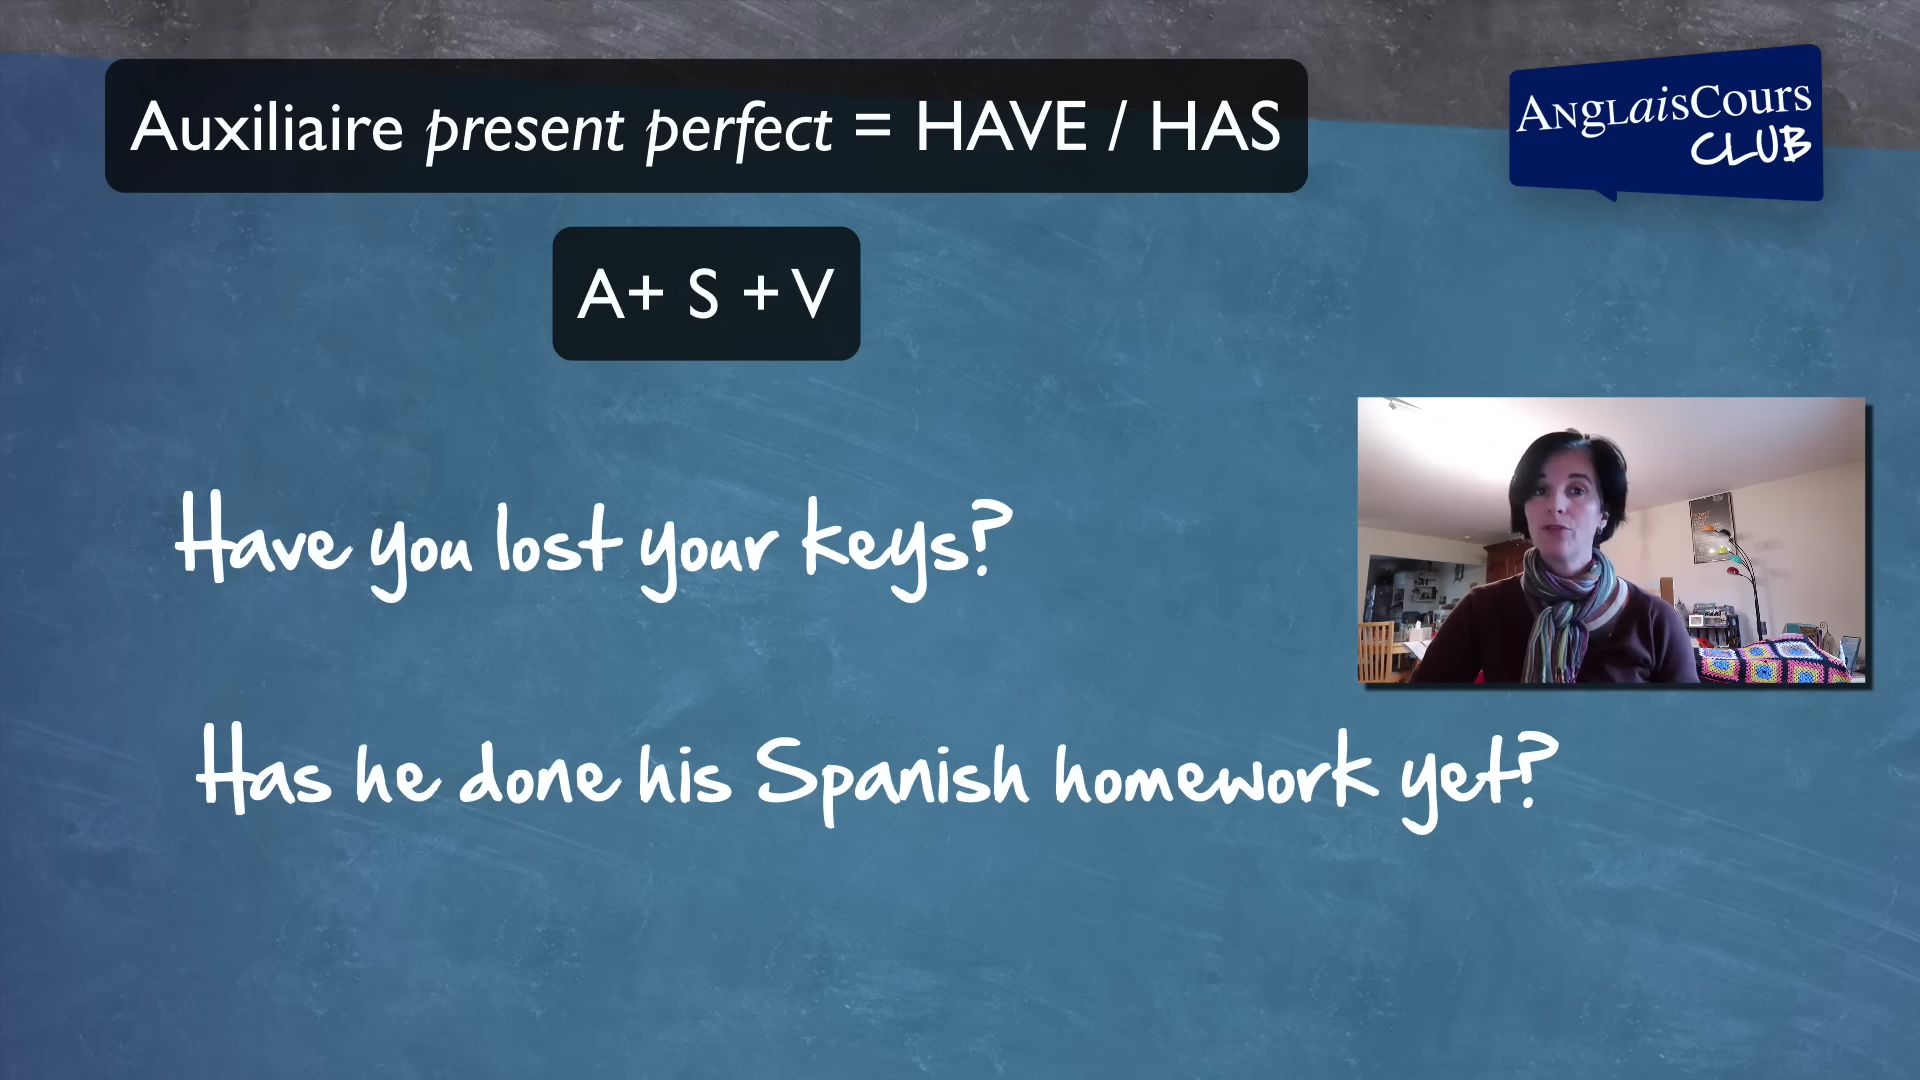 Auxiliaire present perfect = HAVE / HAS
ANgLaisCours
CLUB
A+ S + V
Have you lost your keys?
Has he done his Spanish homework yet?